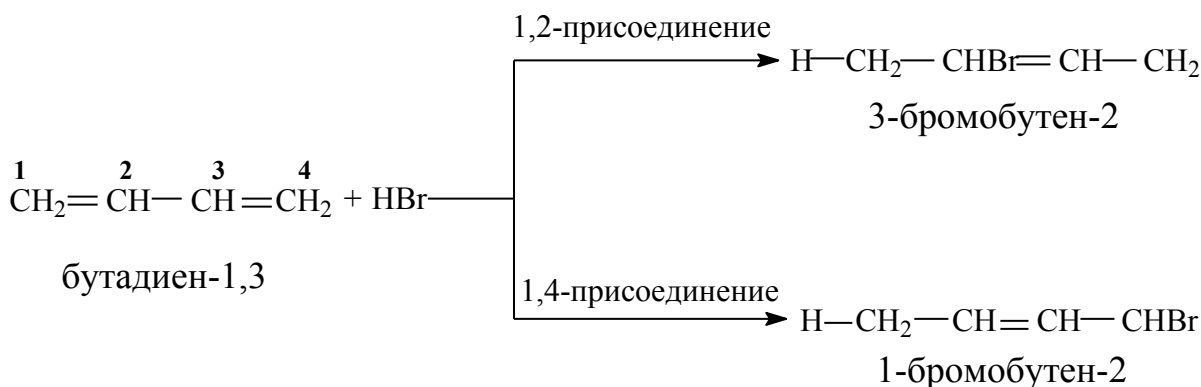 1,2-присоединение
H—CH₂—CHBr=CH—CH₂
3-бромобутен-2
1 2 3 4
CH₂=CH—CH=CH₂ + HBr
бутадиен-1,3
1,4-присоединение
H—CH₂—CH=CH—CHBr
1-бромобутен-2